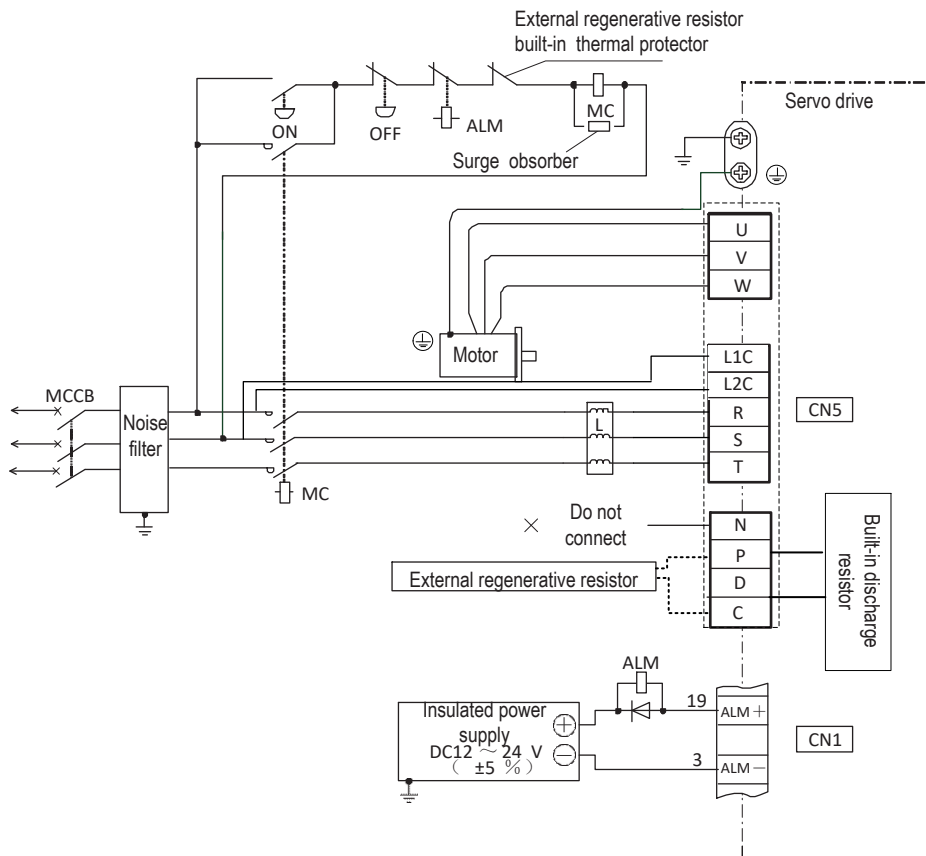 External regenerative resistor
built-in thermal protector
Servo drive
ON
OFF
ALM
MC
Surge obsorber
U
V
W
Motor
L1C
L2C
MCCB
Noise
filter
R
L
S
T
CN5
MC
Do not
connect
N
P
D
C
External regenerative resistor
Built-in discharge
resistor
ALM
Insulated power
supply
DC12 ~ 24 V
( ±5 % )
19
ALM+
3
ALM-
CN1